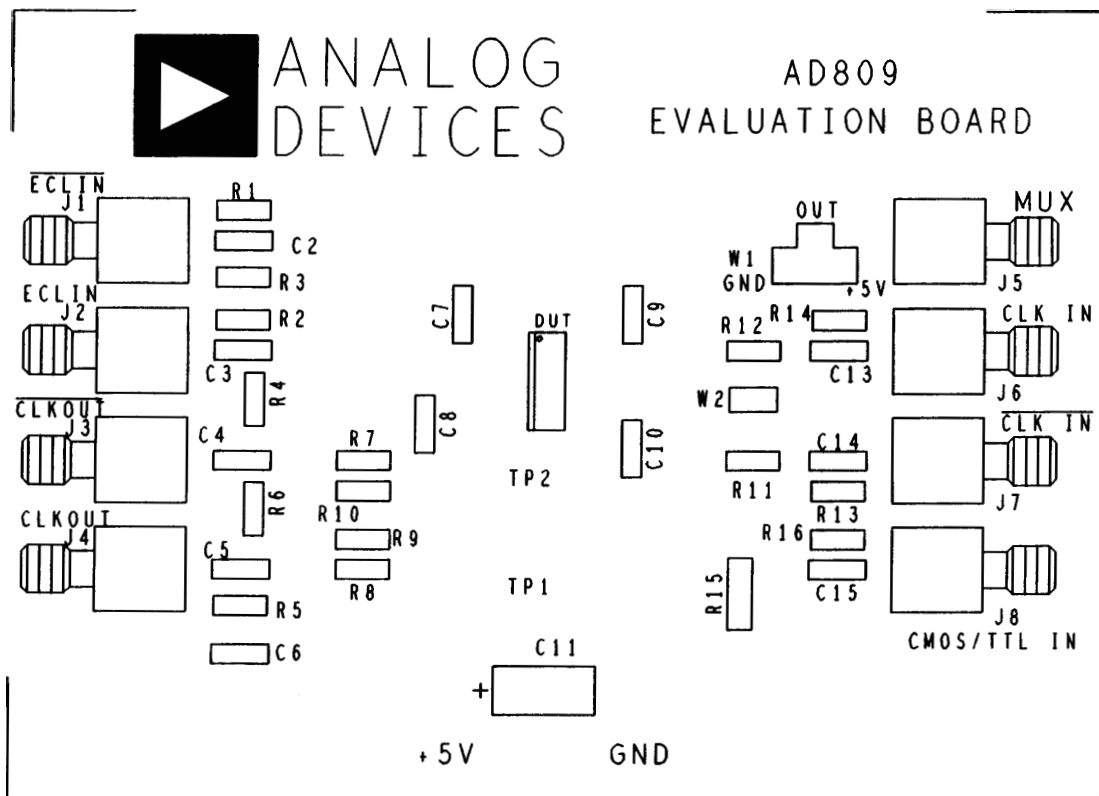 ANALOG
DEVICES
AD809
EVALUATION BOARD
ECLIN
J1
R1
C2
R3
ECLIN
J2
R2
C3
R4
CLKOUT
J3
C4
R6
CLKOUT
J4
C5
R5
C6
R7
R10
R9
R8
C7
C8
DUT
C9
C10
TP2
TP1
C11
+
+5V
GND
OUT
W1
GND
+5V
R14
R12
C13
W2
C14
R11
R13
R16
R15
C15
MUX
J5
CLK IN
J6
CLK IN
J7
J8
CMOS/TTL IN